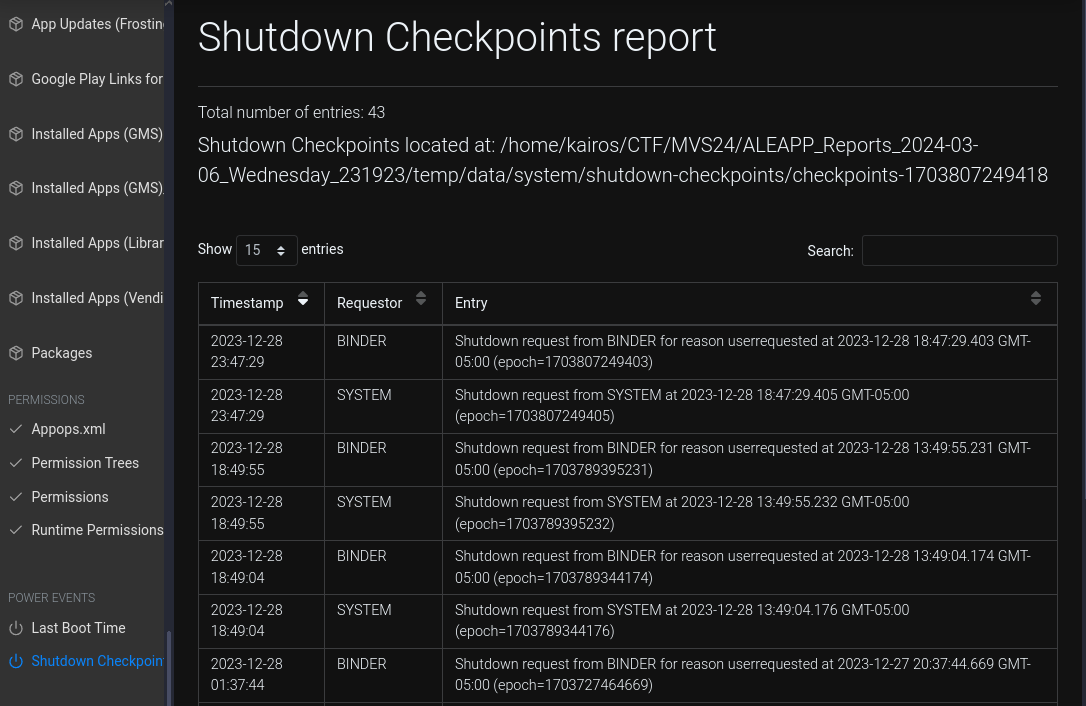 App Updates (Frostin
Google Play Links for
Installed Apps (GMS)
Installed Apps (GMS)
Installed Apps (Librar
Installed Apps (Vendi
Packages
PERMISSIONS
Appops.xml
Permission Trees
Permissions
Runtime Permissions
POWER EVENTS
Last Boot Time
Shutdown Checkpoin
Shutdown Checkpoints report
Total number of entries: 43
Shutdown Checkpoints located at: /home/kairos/CTF/MVS24/ALEAPP_Reports_2024-03-
06_Wednesday_231923/temp/data/system/shutdown-checkpoints/checkpoints-1703807249418
Show 15 entries
Search:
Timestamp Requestor Entry
2023-12-28 BINDER Shutdown request from BINDER for reason userrequested at 2023-12-28 18:47:29.403 GMT-
23:47:29 05:00 (epoch=1703807249403)
2023-12-28 SYSTEM Shutdown request from SYSTEM at 2023-12-28 18:47:29.405 GMT-05:00
23:47:29 (epoch=1703807249405)
2023-12-28 BINDER Shutdown request from BINDER for reason userrequested at 2023-12-28 13:49:55.231 GMT-
18:49:55 05:00 (epoch=1703789395231)
2023-12-28 SYSTEM Shutdown request from SYSTEM at 2023-12-28 13:49:55.232 GMT-05:00
18:49:55 (epoch=1703789395232)
2023-12-28 BINDER Shutdown request from BINDER for reason userrequested at 2023-12-28 13:49:04.174 GMT-
18:49:04 05:00 (epoch=1703789344174)
2023-12-28 SYSTEM Shutdown request from SYSTEM at 2023-12-28 13:49:04.176 GMT-05:00
18:49:04 (epoch=1703789344176)
2023-12-28 BINDER Shutdown request from BINDER for reason userrequested at 2023-12-27 20:37:44.669 GMT-
01:37:44 05:00 (epoch=1703727464669)